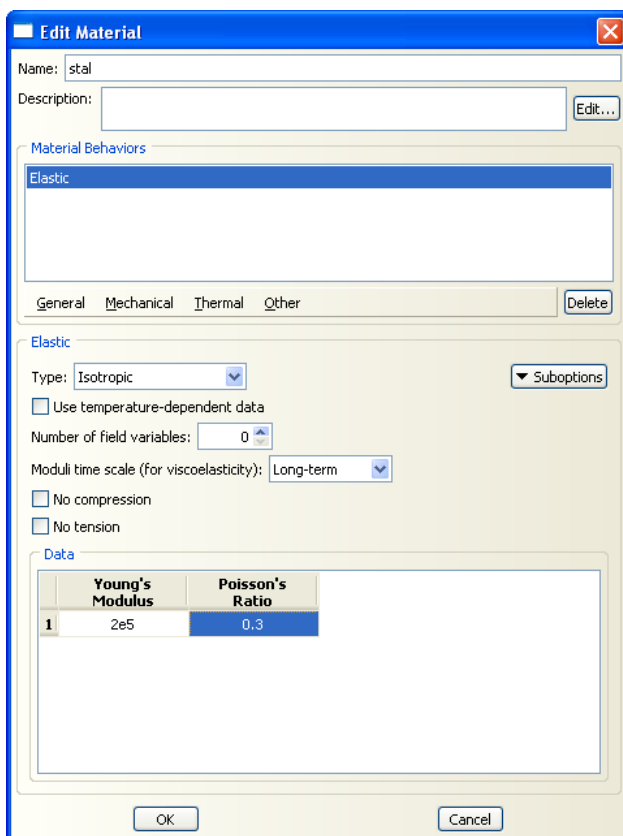 Edit Material
Name: stal
Description:
Edit...
Material Behaviors
Elastic
General Mechanical Thermal Other Delete
Elastic
Type: Isotropic Suboptions
Use temperature-dependent data
Number of field variables: 0
Moduli time scale (for viscoelasticity): Long-term
No compression
No tension
Data
Young's Poisson's
Modulus Ratio
1 2e5 0.3
OK Cancel